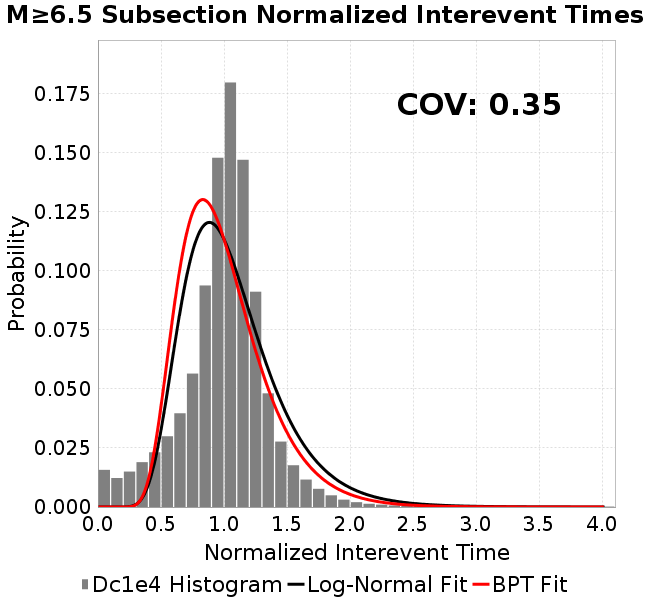 M≥6.5 Subsection Normalized Interevent Times
COV: 0.35
Probability
0.175
0.150
0.125
0.100
0.075
0.050
0.025
0.000
0.0 0.5 1.0 1.5 2.0 2.5 3.0 3.5 4.0
Normalized Interevent Time
Dc1e4 Histogram Log-Normal Fit BPT Fit